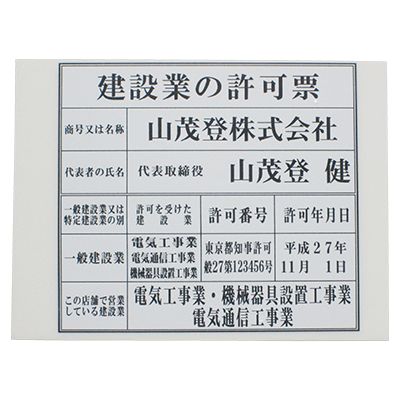 建設業の許可票
商号又は名称 山茂登株式会社
代表者の氏名 代表取締役 山茂登 健
一般建設業又は
特定建設業の別
許可を受けた
建設業
許可番号
許可年月日
一般建設業
電気工事業
電気通信工事業
機械器具設置工事業
東京都知事許可
般27第123456号
平成27年
11月 1日
この店舗で営業
している建設業
電気工事業・機械器具設置工事業
電気通信工事業